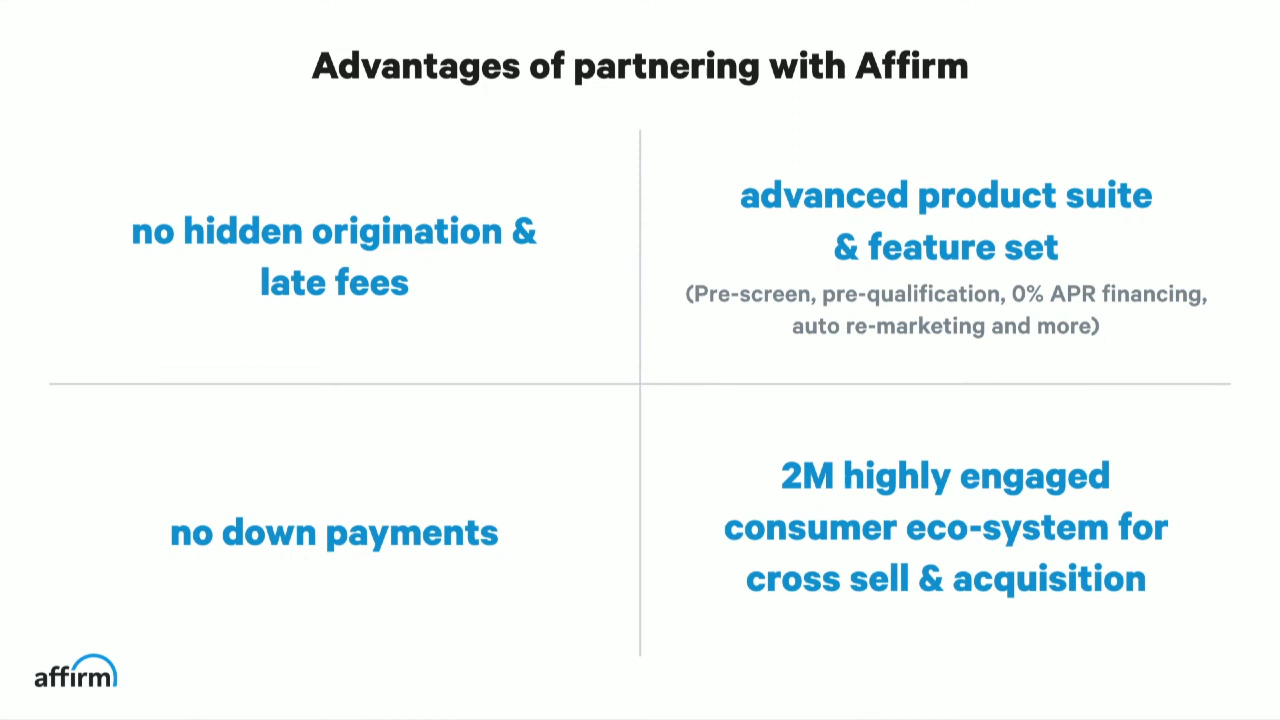 Advantages of partnering with Affirm
no hidden origination &
late fees
advanced product suite
& feature set
(Pre-screen, pre-qualification, 0% APR financing,
auto re-marketing and more)
no down payments
2M highly engaged
consumer eco-system for
cross sell & acquisition
affirm